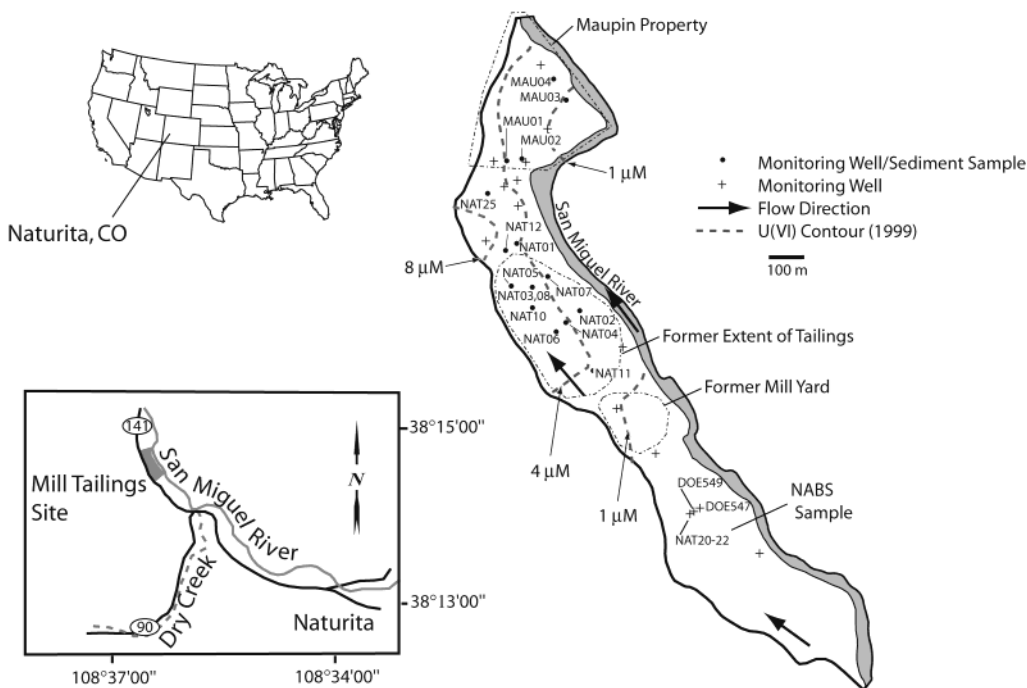 Naturita, CO
Maupin Property
MAU04
MAU03
MAU01
MAU02
1 µM
NAT25
NAT12
NAT01
8 µM
NAT05
NAT03,08
NAT07
NAT10
NAT02
NAT04
NAT06
NAT11
San Miguel River
Former Extent of Tailings
Former Mill Yard
4 µM
1 µM
DOE549
DOE547
NAT20-22
NABS
Sample
Monitoring Well/Sediment Sample
Monitoring Well
Flow Direction
U(VI) Contour (1999)
100 m
141
Mill Tailings
Site
San Miguel River
N
Dry Creek
90
Naturita
38°15'00"
38°13'00"
108°37'00"
108°34'00"